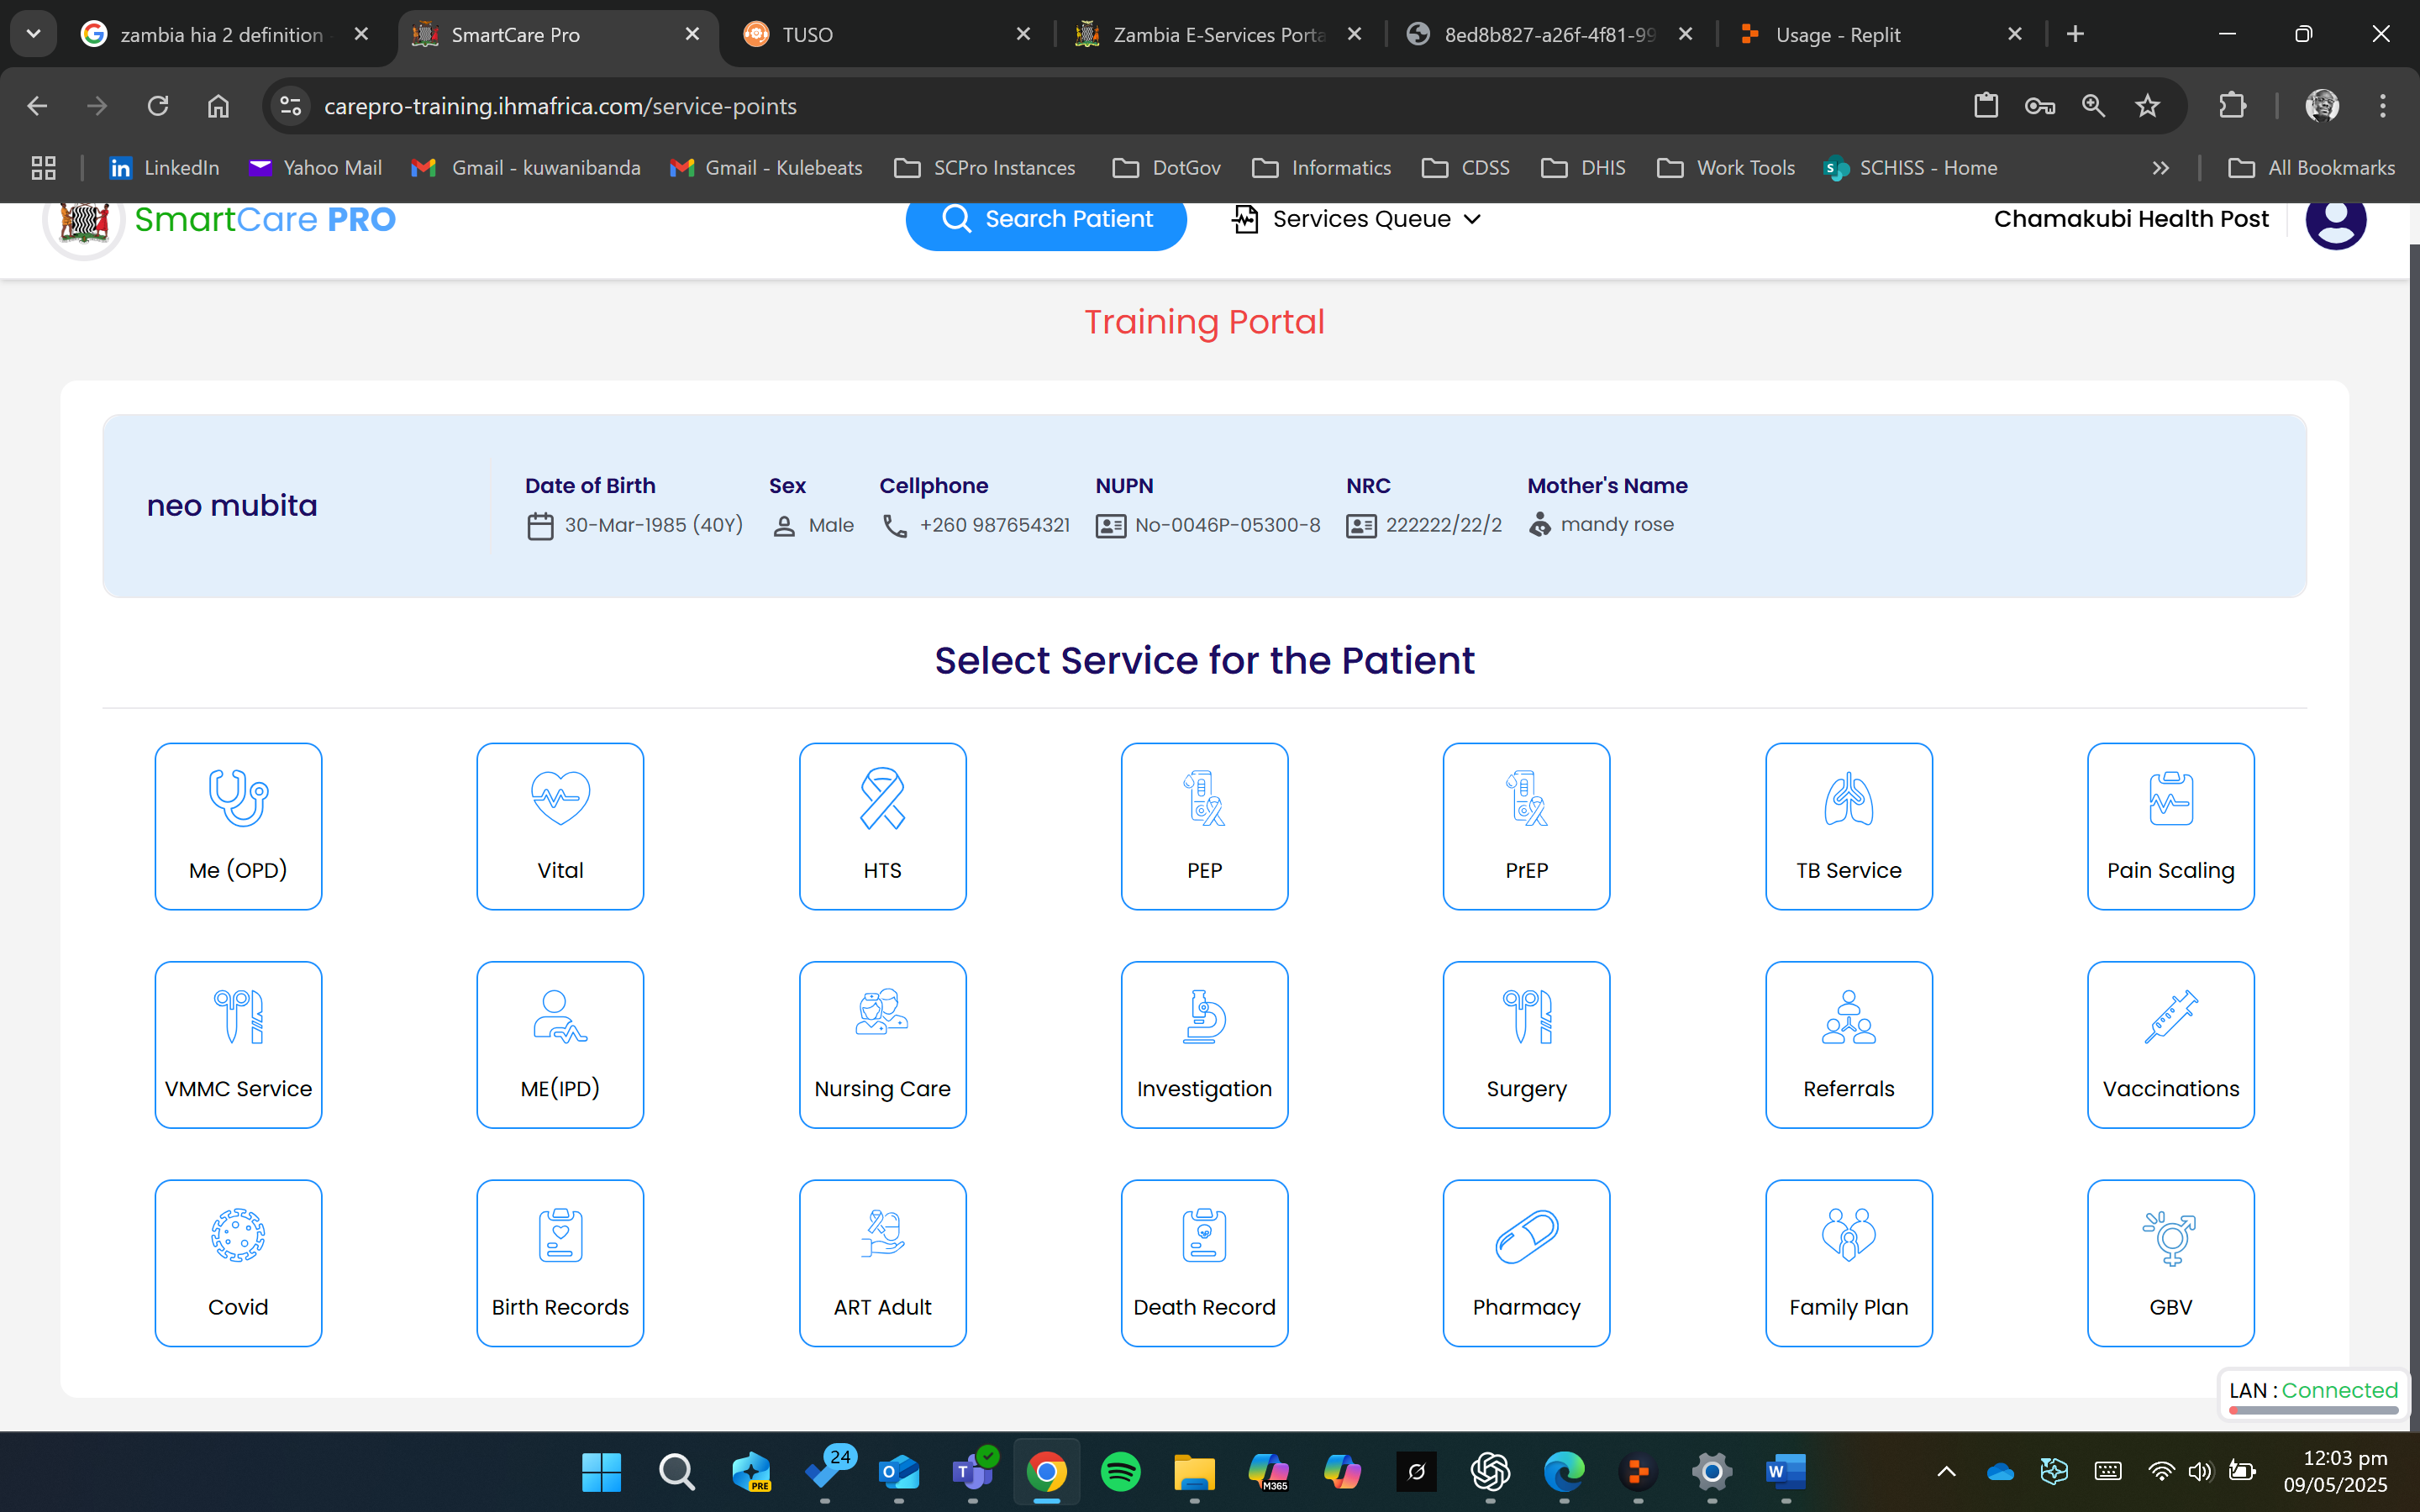 zambia hia 2 definition
SmartCare Pro
TUSO
Zambia E-Services Porta
8ed8b827-a26f-4f81-99
Usage - Replit
carepro-training.ihmafrica.com/service-points
LinkedIn
Yahoo Mail
Gmail - kuwanibanda
Gmail - Kulebeats
SCPro Instances
DotGov
Informatics
CDSS
DHIS
Work Tools
SCHISS - Home
All Bookmarks
SmartCare PRO
Search Patient
Services Queue
Chamakubi Health Post
Training Portal
neo mubita
Date of Birth
30-Mar-1985 (40Y)
Sex
Male
Cellphone
+260 987654321
NUPN
No-0046P-05300-8
NRC
222222/22/2
Mother's Name
mandy rose
Select Service for the Patient
Me (OPD)
Vital
HTS
PEP
PrEP
TB Service
Pain Scaling
VMMC Service
ME(IPD)
Nursing Care
Investigation
Surgery
Referrals
Vaccinations
Covid
Birth Records
ART Adult
Death Record
Pharmacy
Family Plan
GBV
LAN : Connected
PRE
24
M365
12:03 pm
09/05/2025